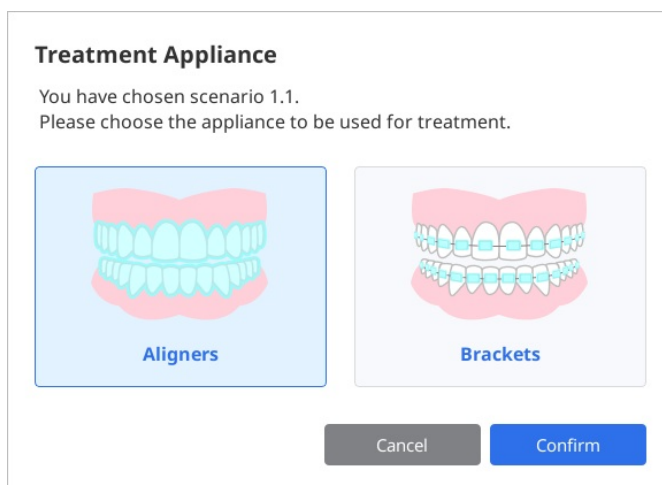 Treatment Appliance
You have chosen scenario 1.1.
Please choose the appliance to be used for treatment.
Aligners
Brackets
Cancel
Confirm